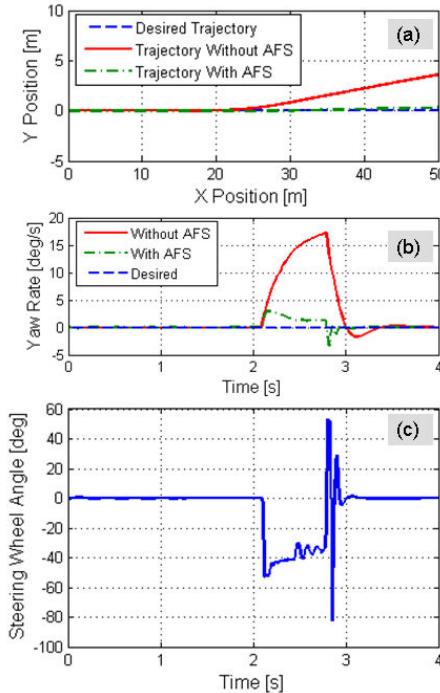 Y Position [m]
10
5
0
5
Desired Trajectory
Trajectory Without AFS
Trajectory With AFS
(a)
0 10 20 30 40 50
X Position [m]
Yaw Rate [deg/s]
20
15
10
5
0
-5
Without AFS
With AFS
Desired
(b)
0 1 2 3 4
Time [s]
Steering Wheel Angle [deg]
60
40
20
0
-20
-40
-60
-80
-100
(c)
0 1 2 3 4
Time [s]